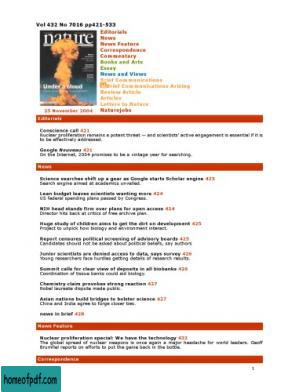 Vol 432 No 7016 pp421-533
nature
Under a cloud
25 November 2004
Editorials
News
News Feature
Correspondence
Commentary
Books and Arts
Essay
News and Views
Brief Communications
Brief Communications Arising
Review Article
Articles
Letters to Nature
Naturejobs
Editorials
Conscience call 421
Nuclear proliferation remains a potent threat — and scientists' active engagement is essential if it is
to be effectively addressed.
Google Nouveau 421
On the Internet, 2004 promises to be a vintage year for searching.
News
Science searches shift up a gear as Google starts Scholar engine 423
Search engine aimed at academics unveiled.
Lean budget leaves scientists wanting more 424
US federal spending plans passed by Congress.
NIH head stands firm over plans for open access 424
Director hits back at critics of free archive plan.
Huge study of children aims to get the dirt on development 425
Project to unpick how biology and environment interact.
Report censures political screening of advisory boards 425
Candidates should not be asked about political beliefs, say authors
Junior scientists are denied access to data, says survey 426
Young researchers face hurdles getting details of research results.
Summit calls for clear view of deposits in all biobanks 426
Combination of tissue banks could aid biology.
Chemistry claim provokes strong reaction 427
Nobel laureate dispute made public.
Asian nations build bridges to bolster science 427
China and India agree to forge closer ties.
news in brief 428
News Feature
Nuclear proliferation special: We have the technology 432
The global spread of nuclear weapons is once again a major headache for world leaders. Geoff
Brumfiel reports on efforts to put the genie back in the bottle.
Correspondence
1
homeofpdf.com